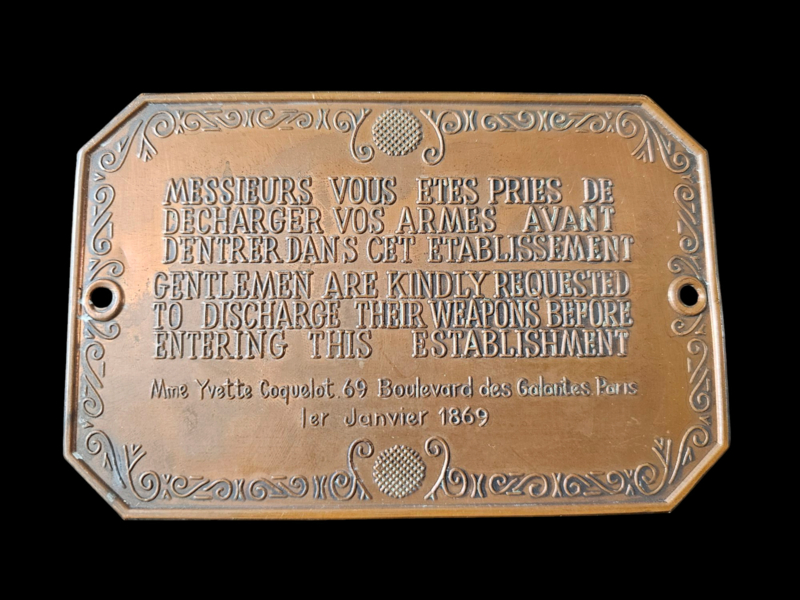 MESSIEURS VOUS ETES PRIES DE
DECHARGER VOS ARMES AVANT
D'ENTRER DANS CET ETABLISSEMENT
GENTLEMEN ARE KINDLY REQUESTED
TO DISCHARGE THEIR WEAPONS BEFORE
ENTERING THIS ESTABLISHMENT
Mme Yvette Coquelot 69 Boulevard des Galantes Paris
1er Janvier 1869